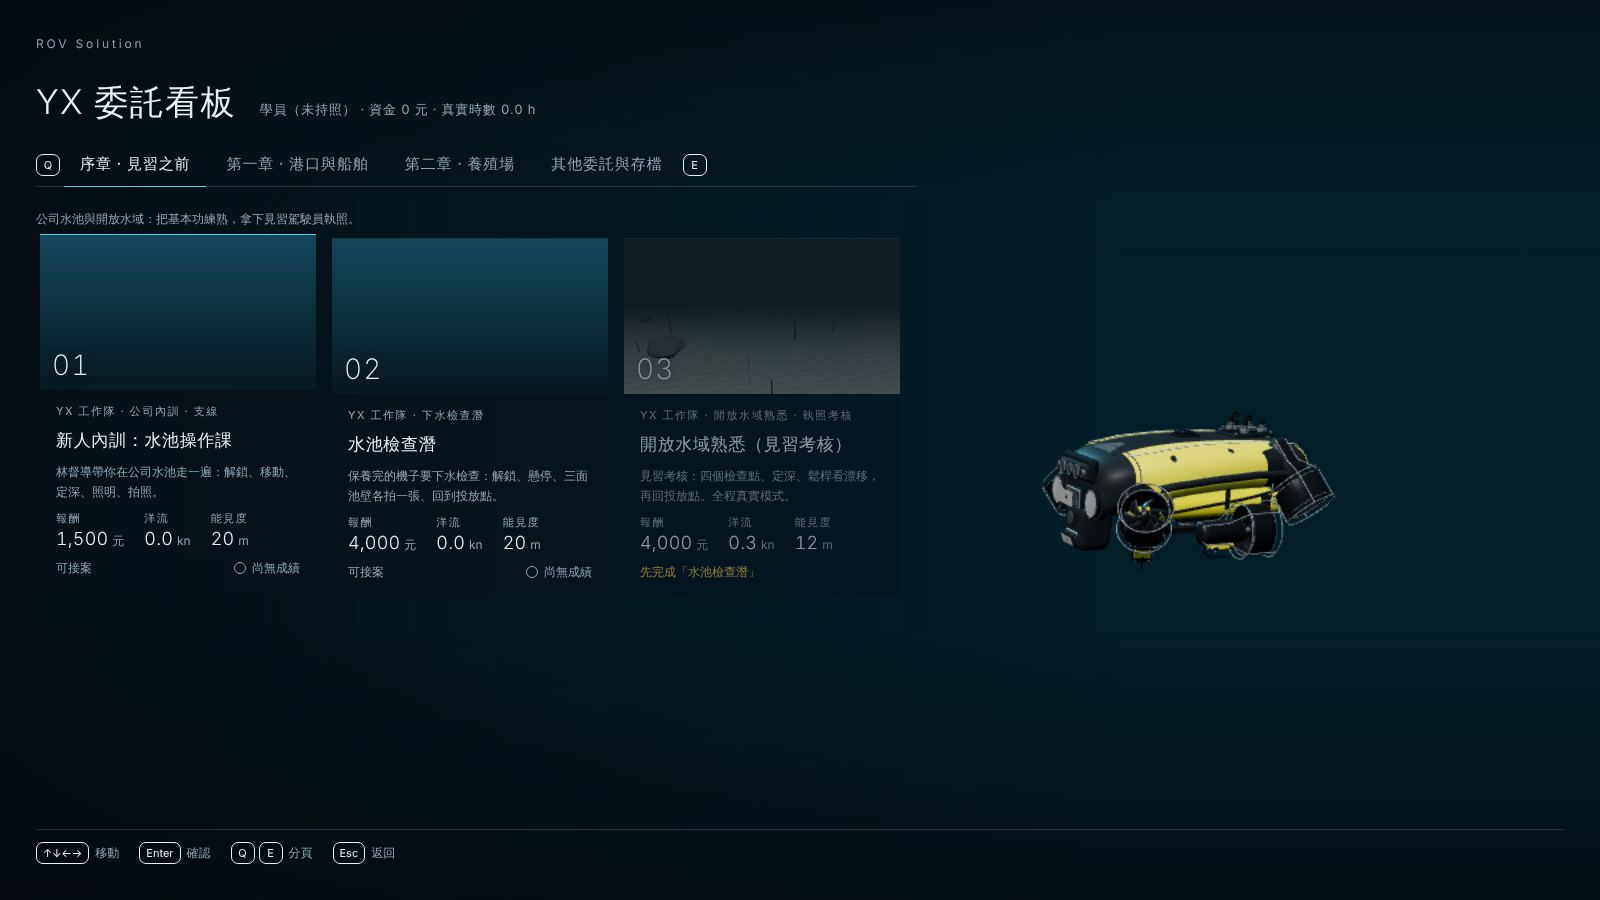 ROV Solution
YX 委託看板
學員（未持照） · 資金 0 元 · 真實時數 0.0 h
Q 序章 · 見習之前 第一章 · 港口與船舶 第二章 · 養殖場 其他委託與存檔 E
公司水池與開放水域：把基本功練熟，拿下見習駕駛員執照。
01
YX 工作隊 · 公司內訓 · 支線
新人內訓：水池操作課
林督導帶你在公司水池走一遍：解鎖、移動、
定深、照明、拍照。
報酬 洋流 能見度
1,500 元 0.0 kn 20 m
可接案 尚無成績
02
YX 工作隊 · 下水檢查潛
水池檢查潛
保養完的機子要下水檢查：解鎖、懸停、三面
池壁各拍一張、回到投放點。
報酬 洋流 能見度
4,000 元 0.0 kn 20 m
可接案 尚無成績
03
YX 工作隊 · 開放水域熟悉 · 執照考核
開放水域熟悉（見習考核）
見習考核：四個檢查點、定深、鬆桿看漂移，
再回投放點。全程真實模式。
報酬 洋流 能見度
4,000 元 0.3 kn 12 m
先完成「水池檢查潛」
↑↓←→ 移動 Enter 確認 Q E 分頁 Esc 返回